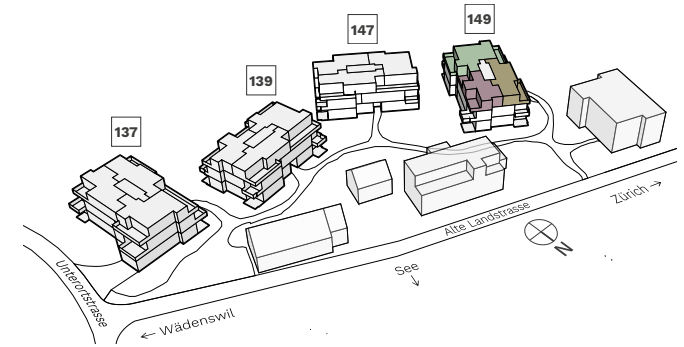 149
147
139
137
Zürich →
Alte Landstrasse
N
Unterortstrasse
See
↓
← Wädenswil